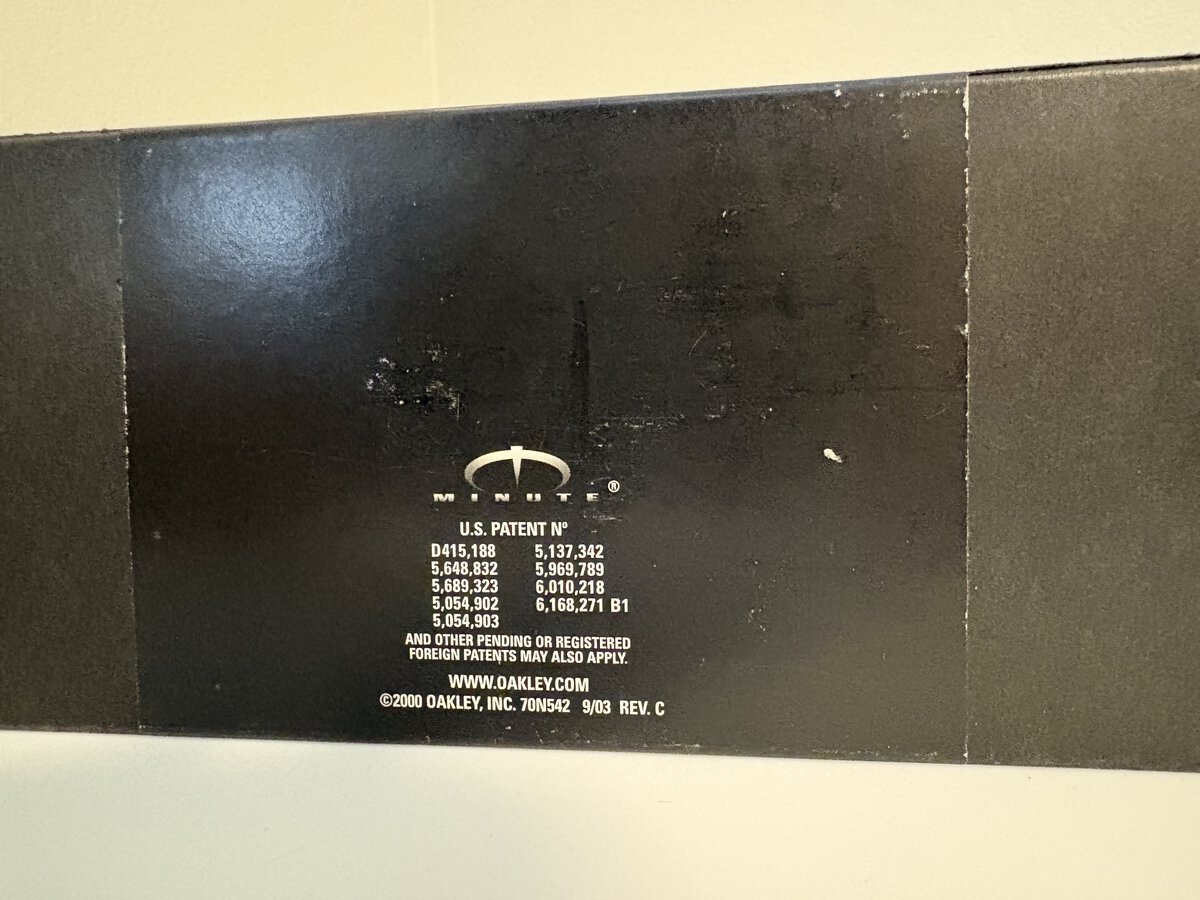 MINUTE®
U.S. PATENT Nº
D415,188 5,137,342
5,648,832 5,969,789
5,689,323 6,010,218
5,054,902 6,168,271 B1
5,054,903
AND OTHER PENDING OR REGISTERED
FOREIGN PATENTS MAY ALSO APPLY.
WWW.OAKLEY.COM
©2000 OAKLEY, INC. 70N542 9/03 REV. C